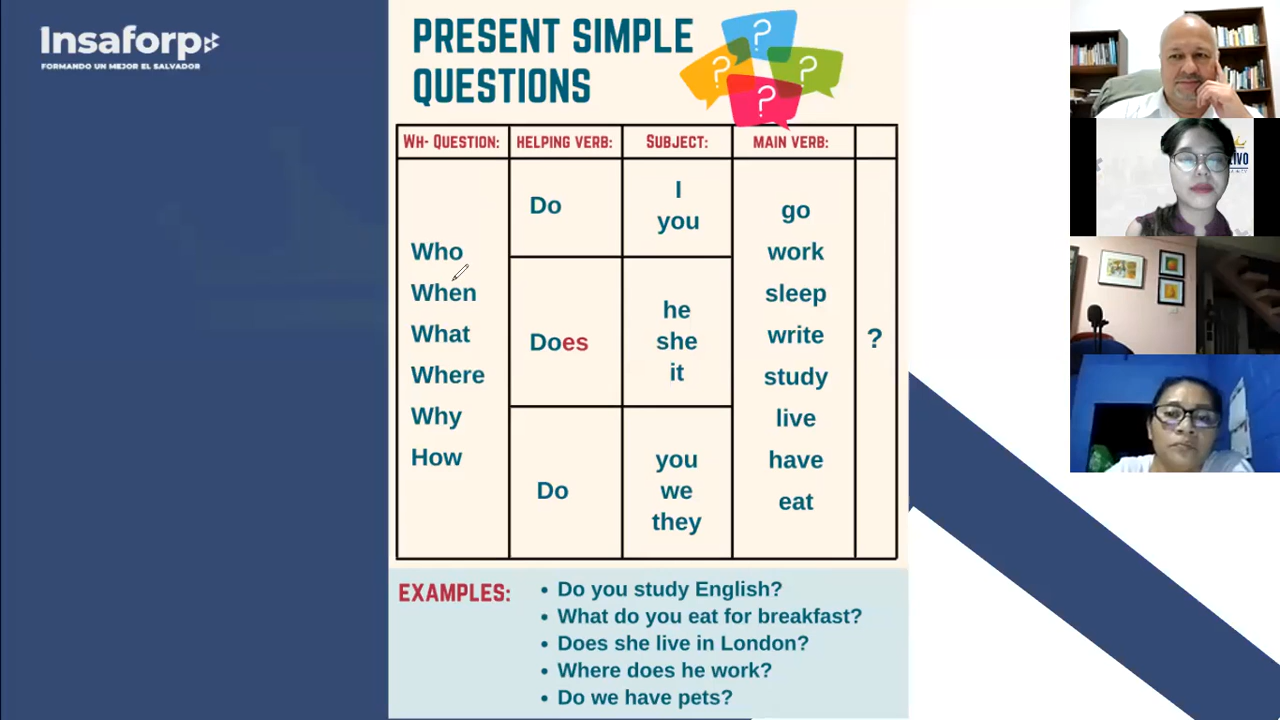 Insaforp
FORMANDO UN MEJOR EL SALVADOR
PRESENT SIMPLE
QUESTIONS
? ? ? ?
WH- QUESTION: HELPING VERB: SUBJECT: MAIN VERB:
Who
When
What
Where
Why
How
Do
Does
Do
I
you
he
she
it
you
we
they
go
work
sleep
write
study
live
have
eat
?
EXAMPLES:
• Do you study English?
• What do you eat for breakfast?
• Does she live in London?
• Where does he work?
• Do we have pets?
IVO